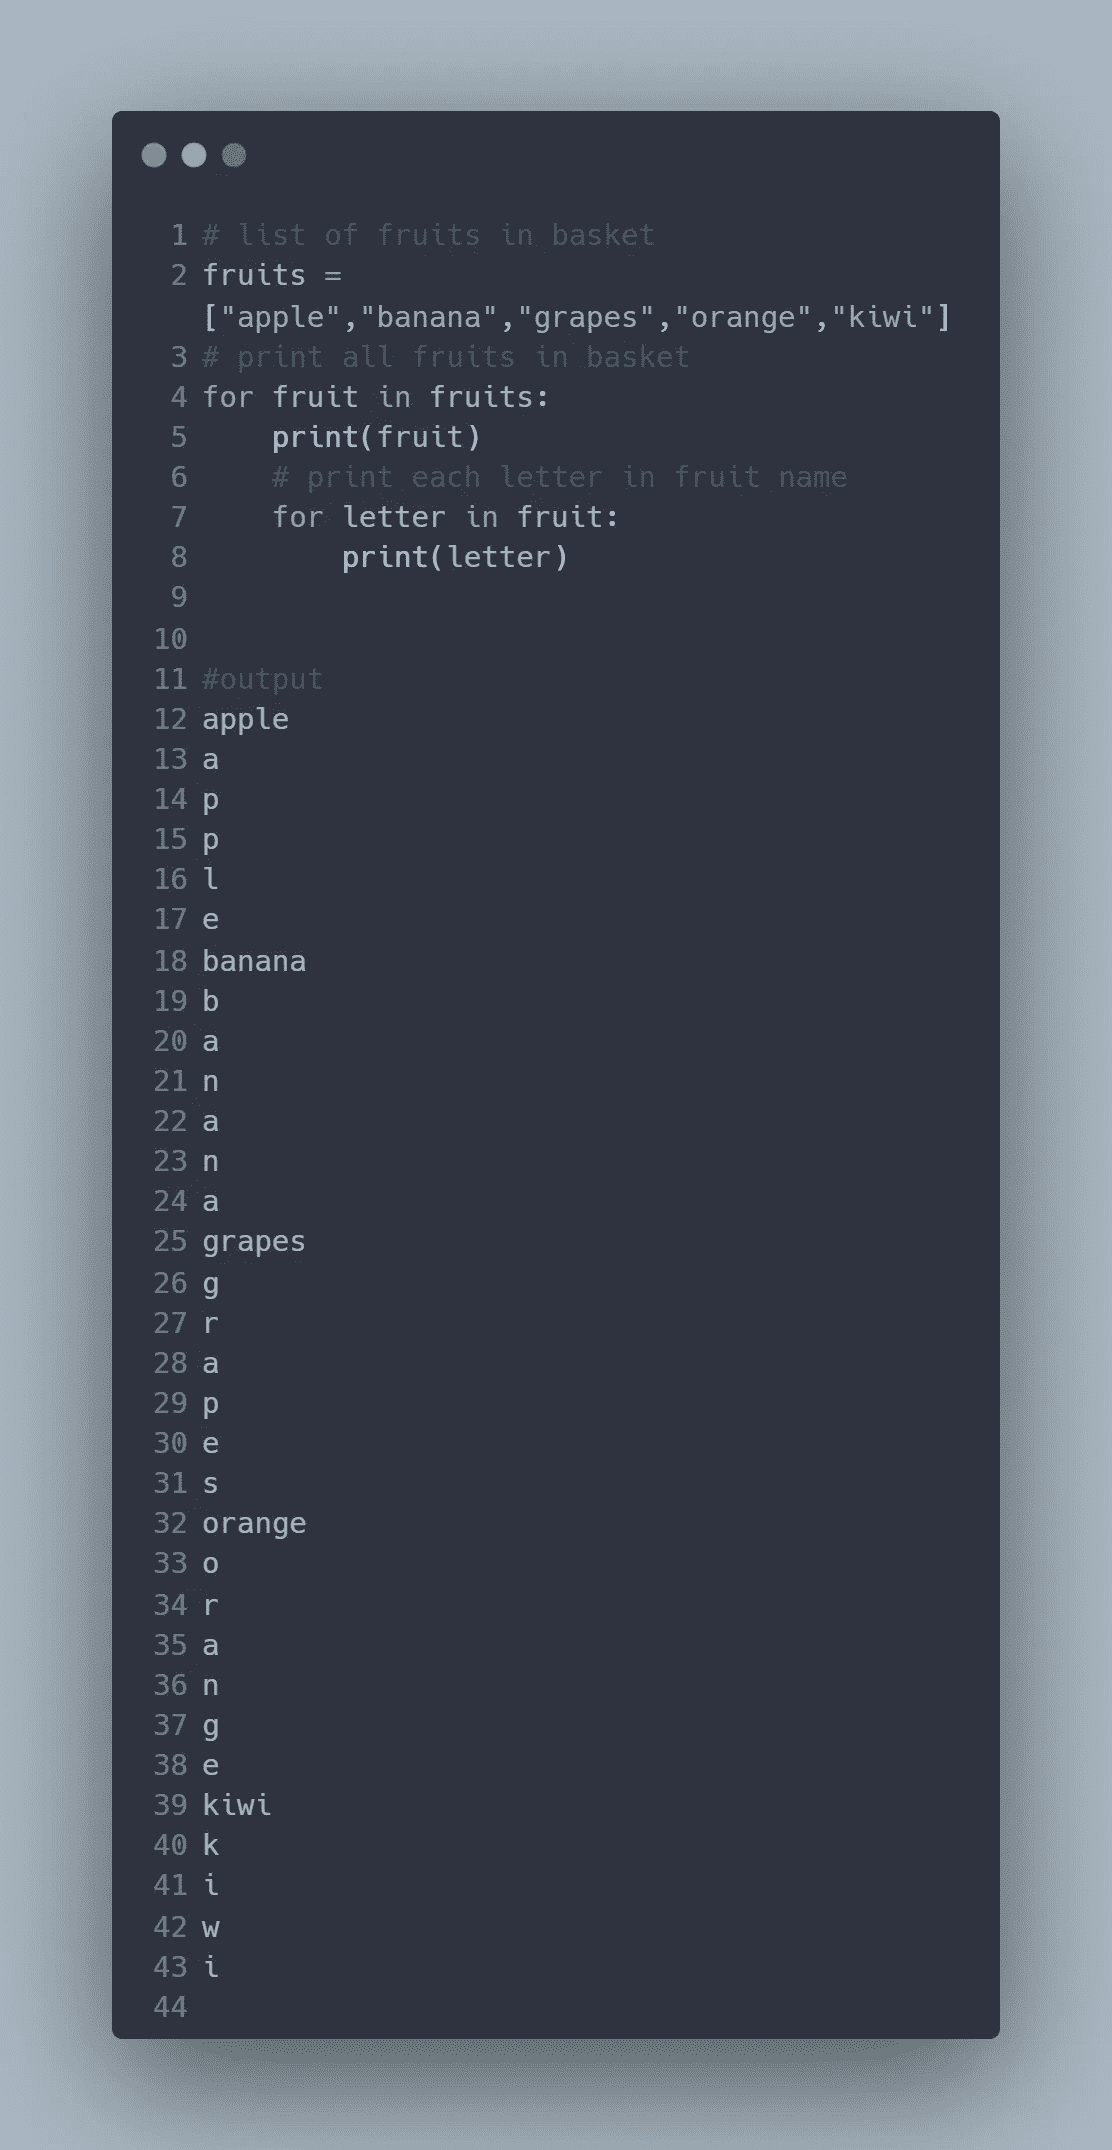 1 # list of fruits in basket
2 fruits =
["apple","banana","grapes","orange","kiwi"]
3 # print all fruits in basket
4 for fruit in fruits:
5     print(fruit)
6     # print each letter in fruit name
7     for letter in fruit:
8         print(letter)
9
10
11 #output
12 apple
13 a
14 p
15 p
16 l
17 e
18 banana
19 b
20 a
21 n
22 a
23 n
24 a
25 grapes
26 g
27 r
28 a
29 p
30 e
31 s
32 orange
33 o
34 r
35 a
36 n
37 g
38 e
39 kiwi
40 k
41 i
42 w
43 i
44